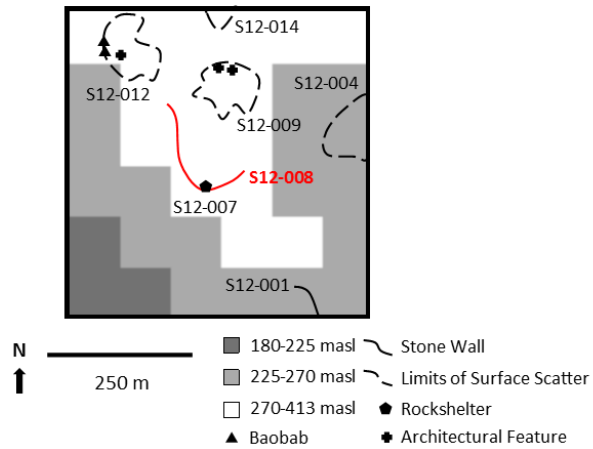 S12-014
S12-004
S12-012
S12-009
S12-008
S12-007
S12-001
N
250 m
180-225 masl
Stone Wall
225-270 masl
Limits of Surface Scatter
270-413 masl
Rockshelter
Baobab
Architectural Feature